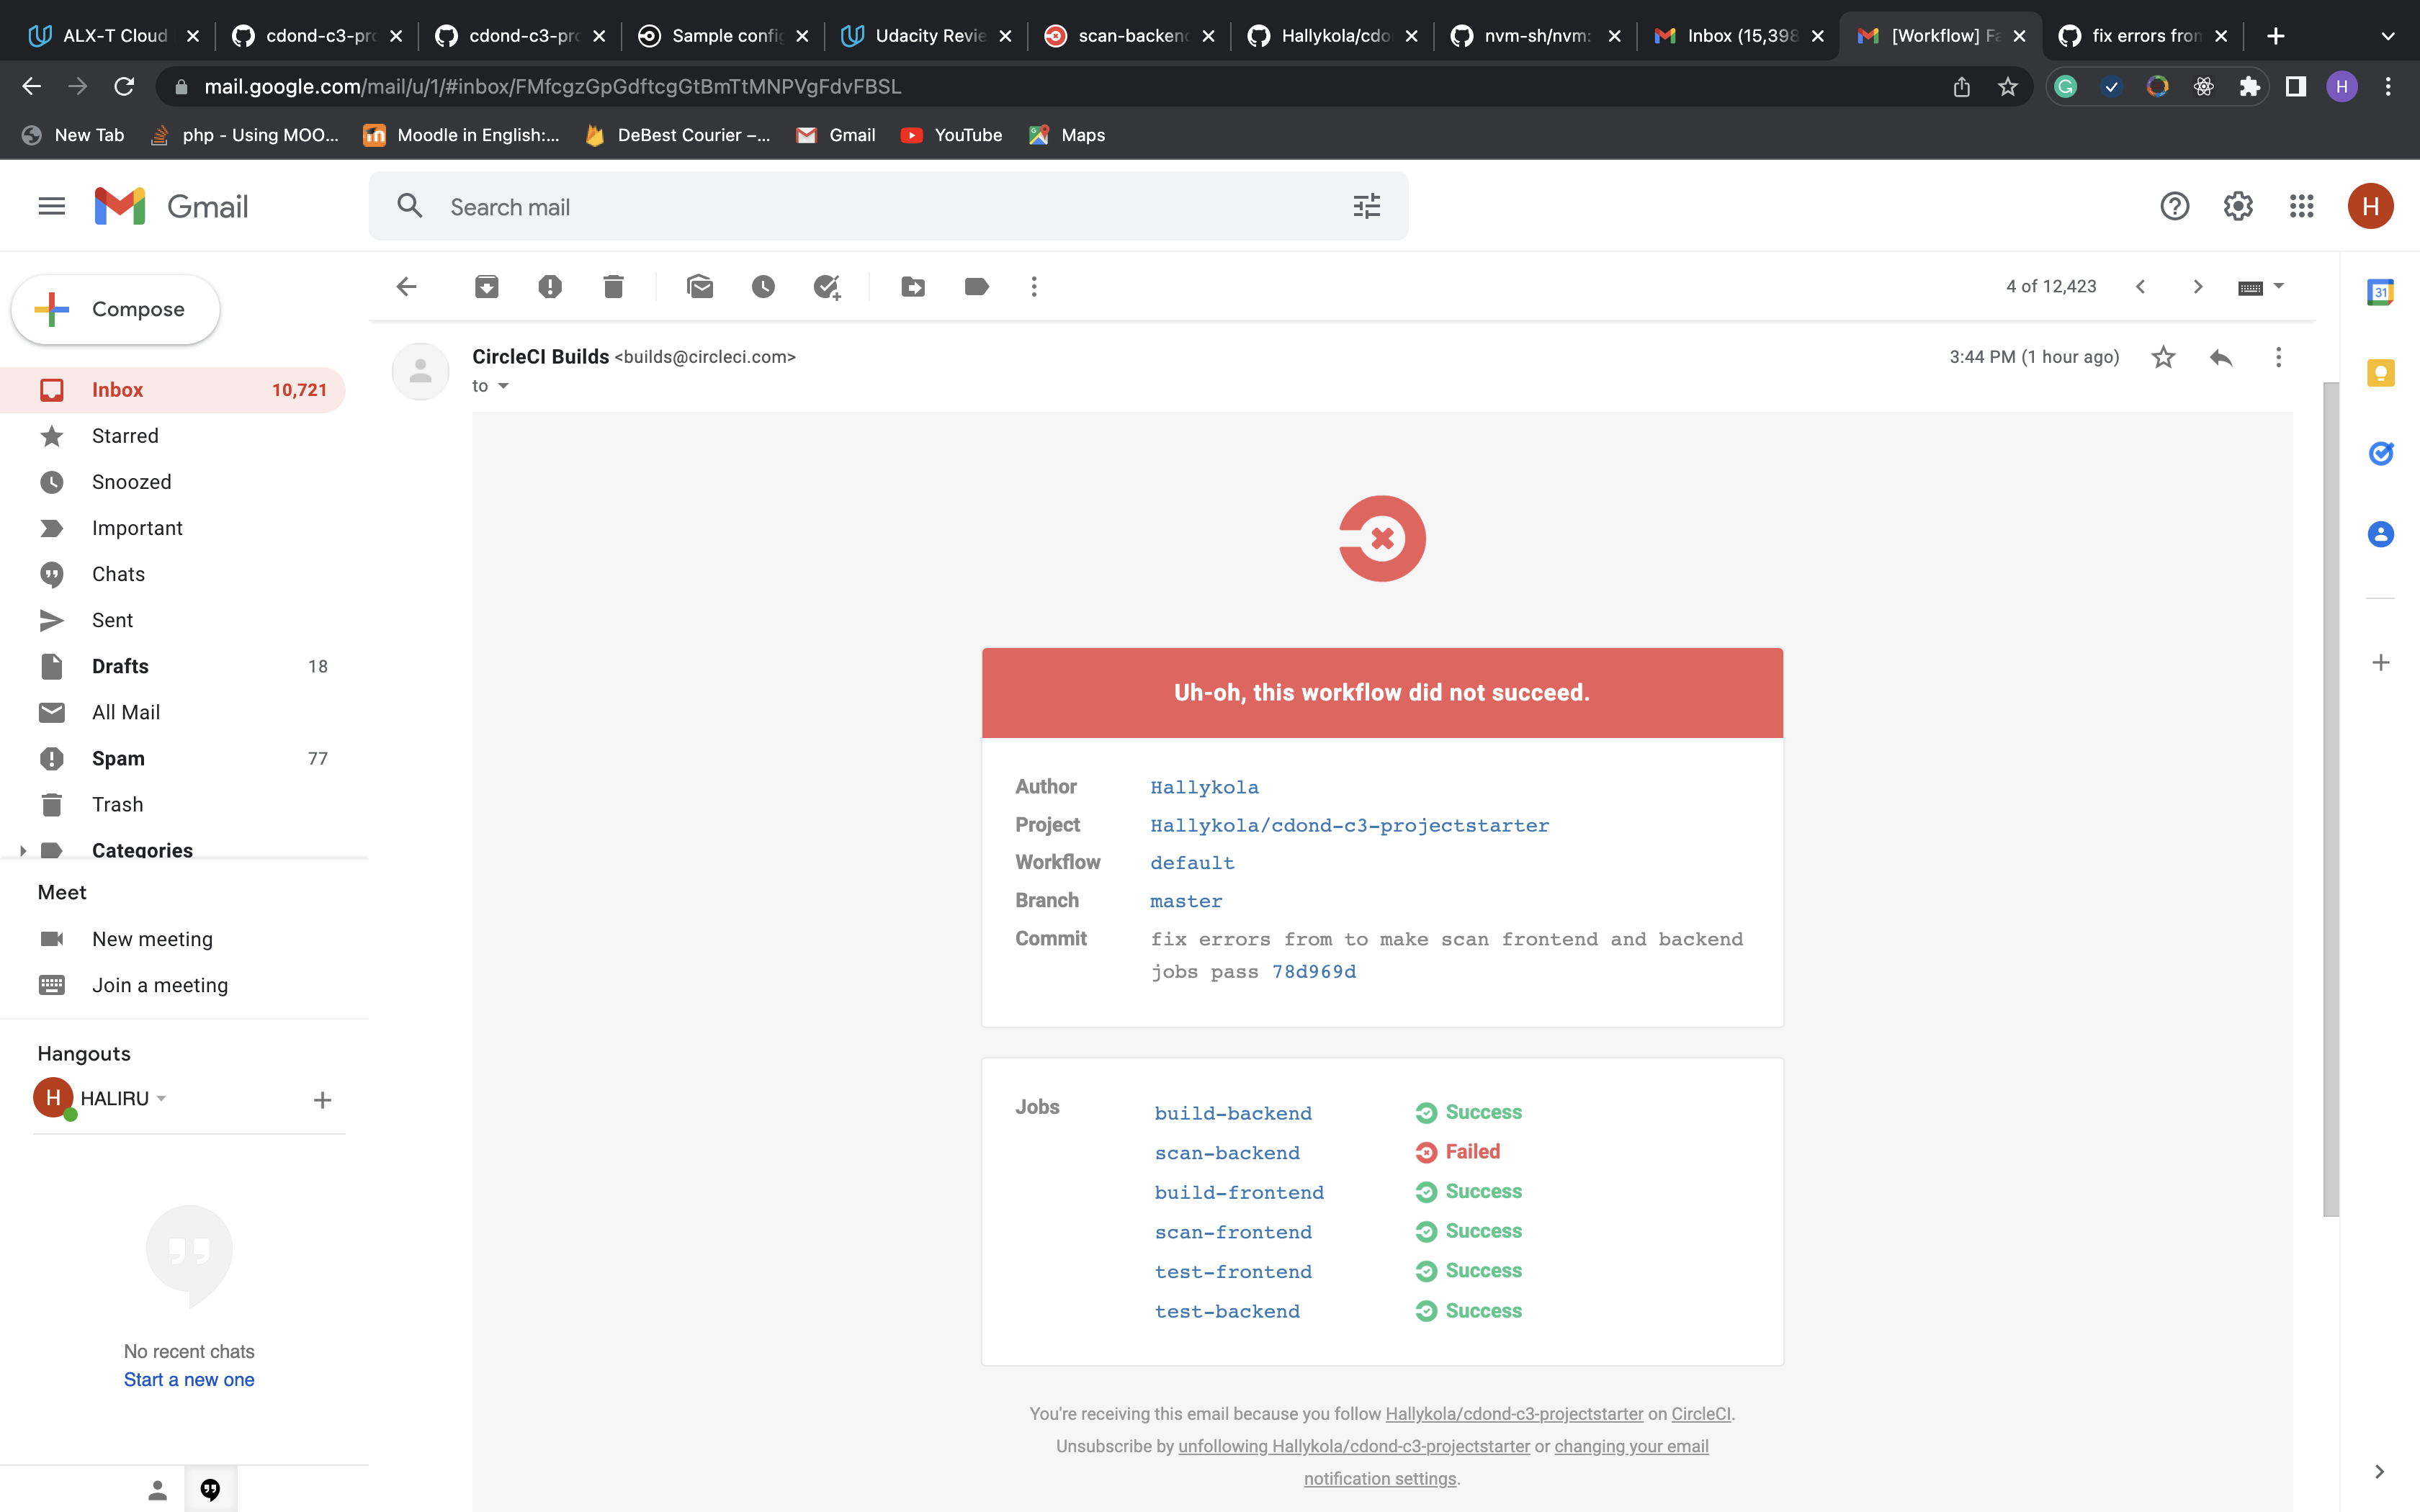 ALX-T Cloud
cdond-c3-pro
cdond-c3-pro
Sample config
Udacity Revie
scan-backend
Hallykola/cdo
nvm-sh/nvm:
Inbox (15,398
[Workflow] Fa
fix errors from
mail.google.com/mail/u/1/#inbox/FMfcgzGpGdftcgGtBmTtMNPVgFdvFBSL
H
New Tab
php - Using MOO...
Moodle in English:...
DeBest Courier –...
Gmail
YouTube
Maps
Gmail
Search mail
H
Compose
4 of 12,423
31
Inbox 10,721
Starred
Snoozed
Important
Chats
Sent
Drafts 18
All Mail
Spam 77
Trash
Categories
Meet
New meeting
Join a meeting
Hangouts
H HALIRU
No recent chats
Start a new one
CircleCI Builds <builds@circleci.com>
3:44 PM (1 hour ago)
to
Uh-oh, this workflow did not succeed.
Author Hallykola
Project Hallykola/cdond-c3-projectstarter
Workflow default
Branch master
Commit fix errors from to make scan frontend and backend
jobs pass 78d969d
Jobs build-backend Success
scan-backend Failed
build-frontend Success
scan-frontend Success
test-frontend Success
test-backend Success
You're receiving this email because you follow Hallykola/cdond-c3-projectstarter on CircleCI.
Unsubscribe by unfollowing Hallykola/cdond-c3-projectstarter or changing your email
notification settings.